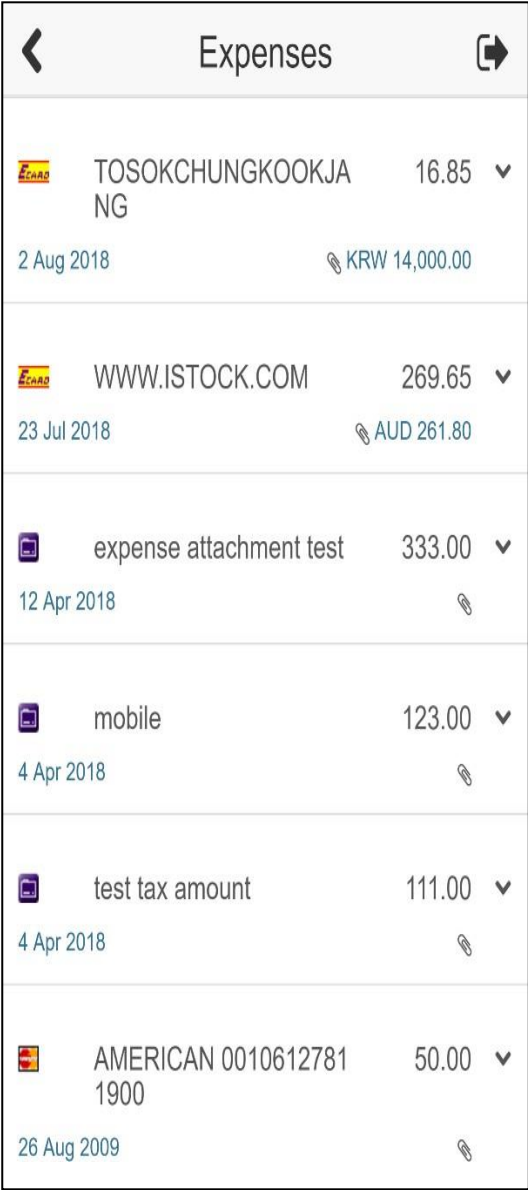 Expenses
ECARD TOSOKCHUNGKOOKJA 16.85
NG
2 Aug 2018 KRW 14,000.00
ECARD WWW.ISTOCK.COM 269.65
23 Jul 2018 AUD 261.80
expense attachment test 333.00
12 Apr 2018
mobile 123.00
4 Apr 2018
test tax amount 111.00
4 Apr 2018
AMERICAN 0010612781 50.00
1900
26 Aug 2009